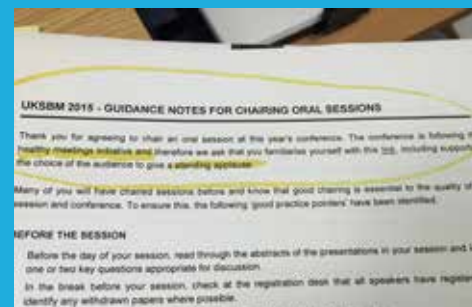 UKSBM 2015 - GUIDANCE NOTES FOR CHAIRING ORAL SESSIONS
Thank you for agreeing to chair an oral session at this year's conference. The conference is following
healthy meetings initiative and therefore we ask that you familiarise yourself with this link, including support
the choice of the audience to give a standing applause.
Many of you will have chaired sessions before and know that good chairing is essential to the quality
session and conference. To ensure this, the following 'good practice pointers' have been identified.
BEFORE THE SESSION
Before the day of your session, read through the abstracts of the presentations in your session and
one or two key questions appropriate for discussion.
In the break before your session, check at the registration desk that all speakers have
identify any withdrawn papers where possible.